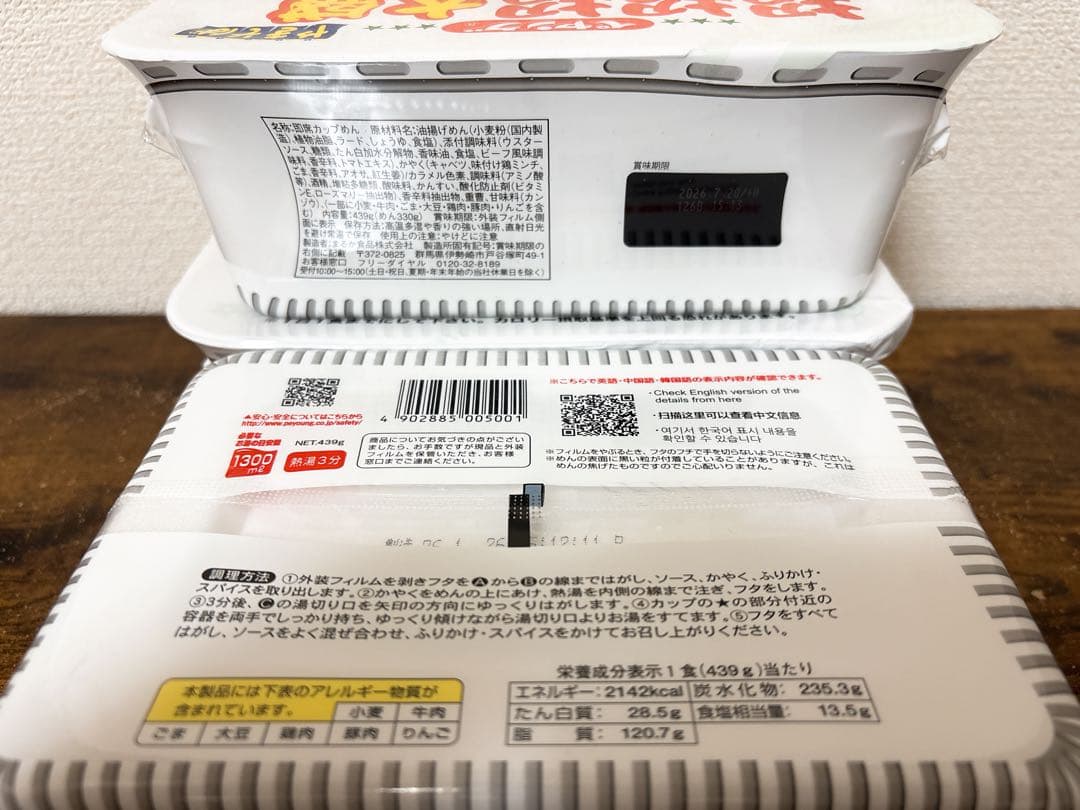 ペヤング 超超超大盛
やきそば
名称:即席カップめん 原材料名:油揚げめん(小麦粉(国内製
造)、植物油脂、ラード、しょうゆ、食塩)、添付調味料(ウスター
ソース、糖類、たん白加水分解物、香味油、食塩、ビーフ風味調
味料、香辛料、トマトエキス)、かやく(キャベツ、味付け鶏ミンチ、
ごま、香辛料、アオサ、紅生姜)/カラメル色素、調味料(アミノ酸
等)、酒精、増粘多糖類、酸味料、かんすい、酸化防止剤(ビタミ
ンE、ローズマリー抽出物)、香辛料抽出物、重曹、甘味料(カン
ゾウ)、(一部に小麦・牛肉・ごま・大豆・鶏肉・豚肉・りんごを含
む) 内容量:439g(めん330g) 賞味期限:外装フィルム側
面に表示 保存方法:高温多湿や香りの強い場所、直射日光
を避け常温で保存 使用上の注意:やけどに注意
製造者:まるか食品株式会社 製造所固有記号:賞味期限の
右側に記載 〒372-0825 群馬県伊勢崎市戸谷塚町49-1
お客様窓口 フリーダイヤル 0120-32-8189
受付10:00〜15:00(土日・祝日、夏期・年末年始の当社休業日を除く)
賞味期限
2026.7.20/+H
1260 15:15
▲安心・安全についてはこちらから
http://www.peyoung.co.jp/safety/
4 902885 005001
※こちらで英語・中国語・韓国語の表示内容が確認できます。
・Check English version of the
details from here
・扫描这里可以查看中文信息
・여기서 한국어 표시 내용을
확인할 수 있습니다
必要な
お湯の目安量
1300
mℓ
NET.439g
熱湯3分
商品についてお気づきの点がござい
ましたら、お手数ですが現品と外装
フィルムを保管いただき、お客様
窓口までご連絡ください。
※フィルムをやぶるとき、フタのフチで手を切らないようにご注意ください。
※めんの表面に黒い粒が付着していることがありますが、これは
めんの焦げたものですのでご心配いりません。
調理方法 ①外装フィルムを剥きフタをⒶからⒷの線まではがし、ソース、かやく、ふりかけ・
スパイスを取り出します。②かやくをめんの上にあけ、熱湯を内側の線まで注ぎ、フタをします。
③3分後、Ⓒの湯切り口を矢印の方向にゆっくりはがします。④カップの★の部分付近の
容器を両手でしっかり持ち、ゆっくり傾けながら湯切り口よりお湯をすてます。⑤フタをすべて
はがし、ソースをよく混ぜ合わせ、ふりかけ・スパイスをかけてお召し上がりください。
本製品には下表のアレルギー物質が
含まれています。
小麦 牛肉
ごま 大豆 鶏肉 豚肉 りんご
栄養成分表示1食(439g)当たり
エネルギー:2142kcal 炭水化物: 235.3g
たん白質: 28.5g 食塩相当量: 13.5g
脂 質: 120.7g